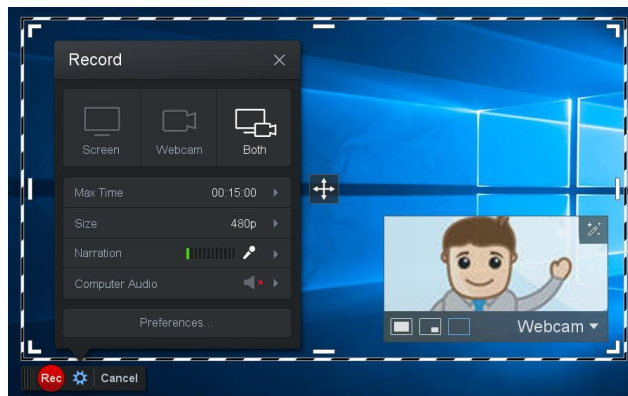 Record
Screen Webcam Both
Max Time 00:15:00
Size 480p
Narration
Computer Audio
Preferences...
Webcam
Rec Cancel